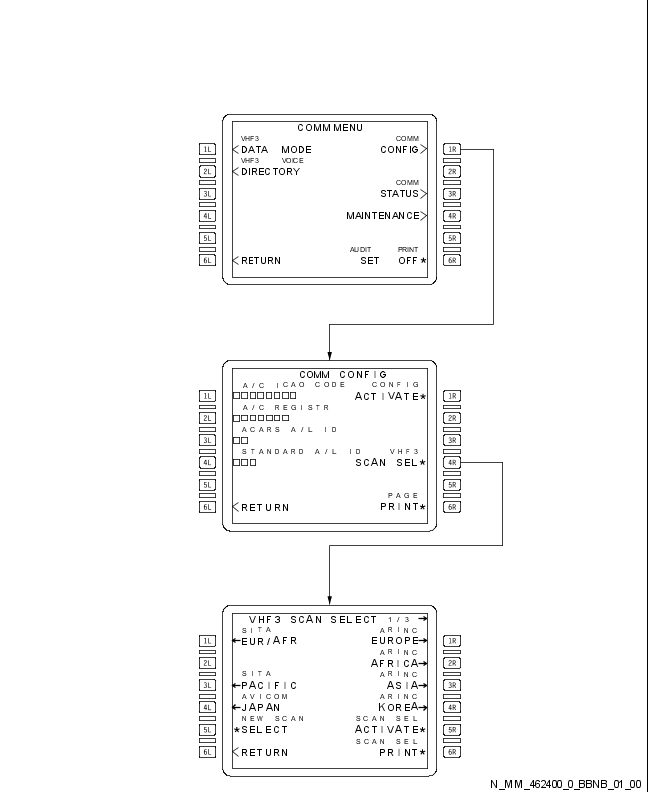 COMM MENU
VHF3 COMM
1L <DATA MODE CONFIG> 1R
VHF3 VOICE
2L <DIRECTORY 2R
COMM
3L STATUS> 3R
4L MAINTENANCE> 4R
5L 5R
AUDIT PRINT
6L <RETURN SET OFF* 6R
COMM CONFIG
A/C ICAO CODE CONFIG
1L □□□□□□□□ ACTIVATE* 1R
A/C REGISTR
2L □□□□□□□ 2R
ACARS A/L ID
3L □□ 3R
STANDARD A/L ID VHF3
4L □□□ SCAN SEL* 4R
5L 5R
PAGE
6L <RETURN PRINT* 6R
VHF3 SCAN SELECT 1/3 →
SITA ARINC
1L ←EUR/AFR EUROPE→ 1R
ARINC
2L AFRICA→ 2R
SITA ARINC
3L ←PACIFIC ASIA→ 3R
AVICOM ARINC
4L ←JAPAN KOREA→ 4R
NEW SCAN SCAN SEL
5L *SELECT ACTIVATE* 5R
SCAN SEL
6L <RETURN PRINT* 6R
N_MM_462400_0_BBNB_01_00